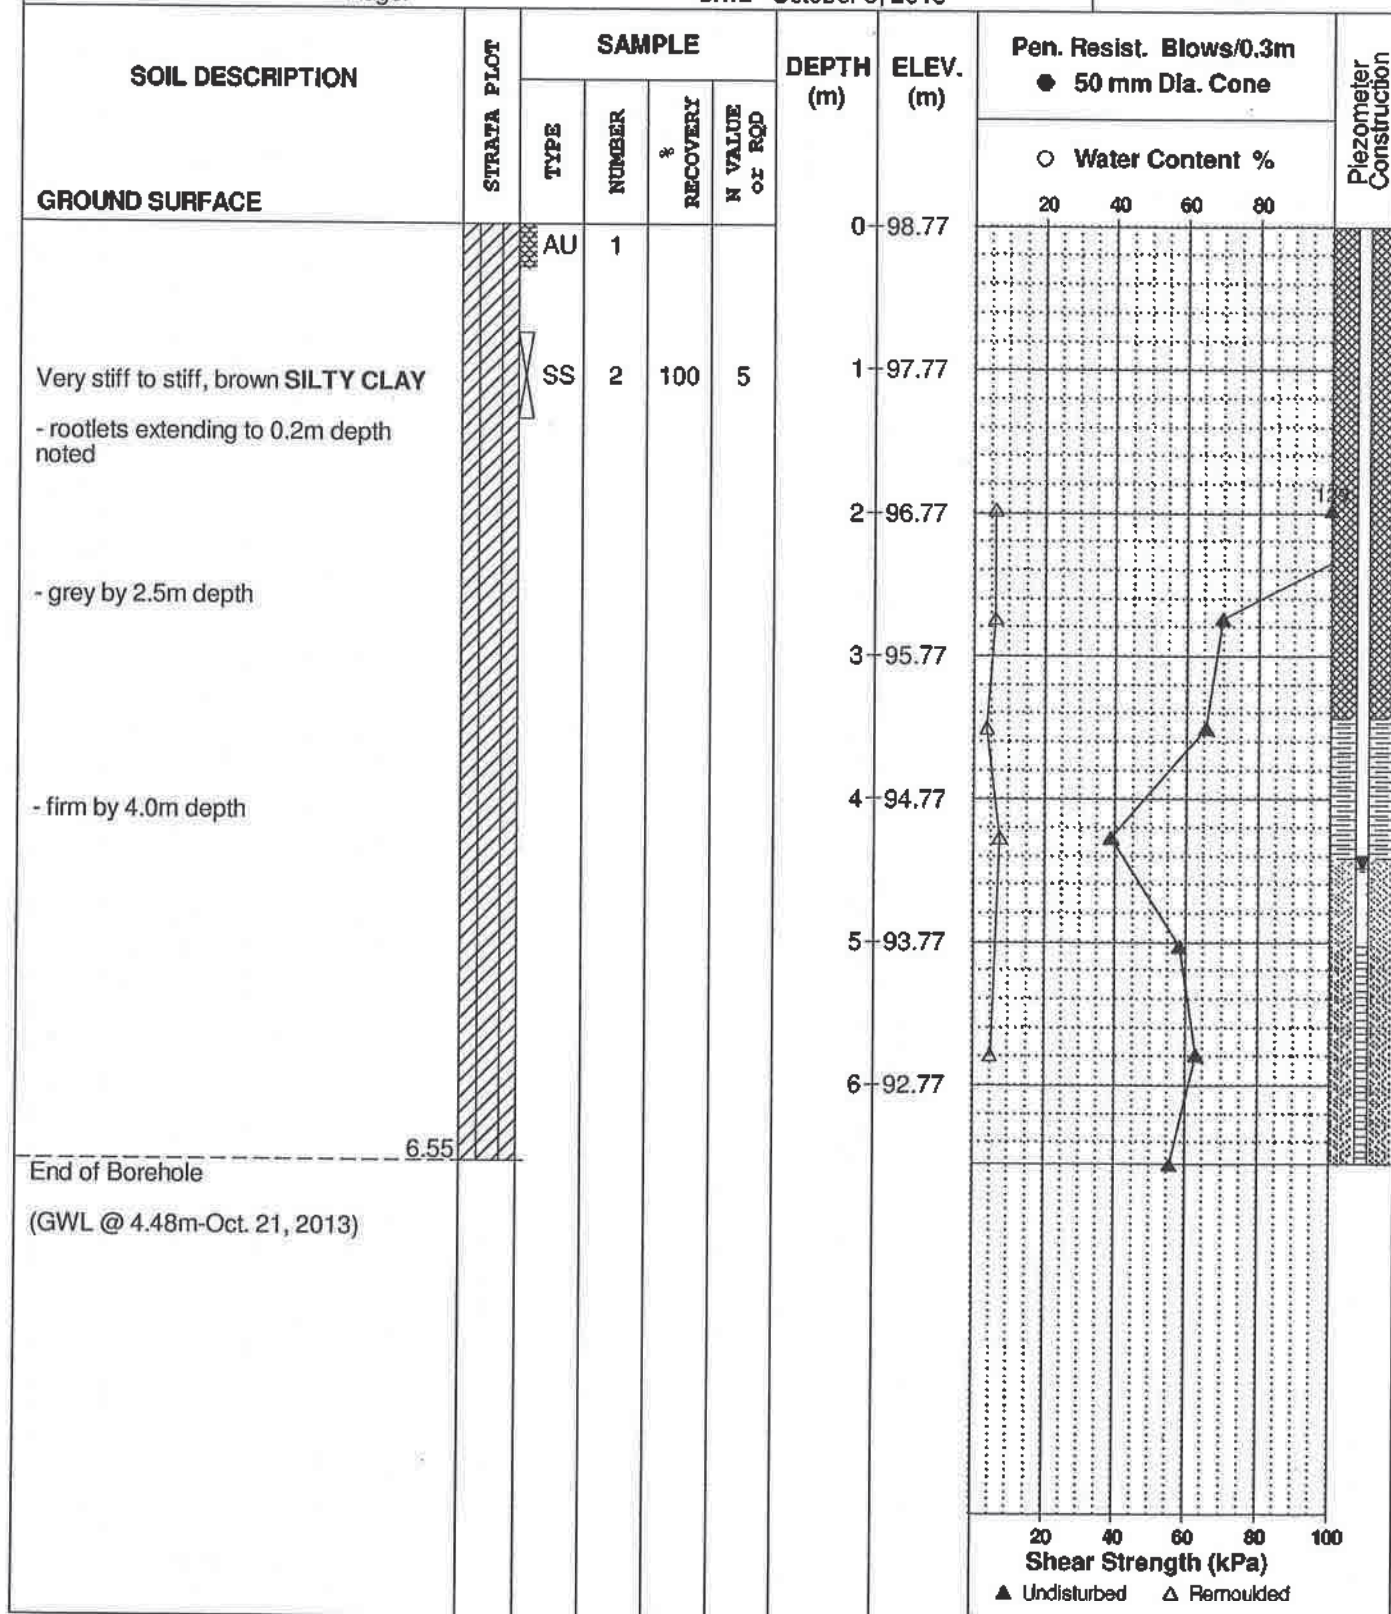 SOIL DESCRIPTION
GROUND SURFACE
STRATA PLOT
SAMPLE
TYPE
NUMBER
%
RECOVERY
N VALUE
or RQD
DEPTH
(m)
ELEV.
(m)
Pen. Resist. Blows/0.3m
● 50 mm Dia. Cone
○ Water Content %
20 40 60 80
Piezometer
Construction
0 98.77
AU 1
Very stiff to stiff, brown SILTY CLAY
SS 2 100 5
1 97.77
- rootlets extending to 0.2m depth
noted
2 96.77
- grey by 2.5m depth
3 95.77
- firm by 4.0m depth
4 94.77
5 93.77
6 92.77
6.55
End of Borehole
(GWL @ 4.48m-Oct. 21, 2013)
20 40 60 80 100
Shear Strength (kPa)
▲ Undisturbed △ Remoulded